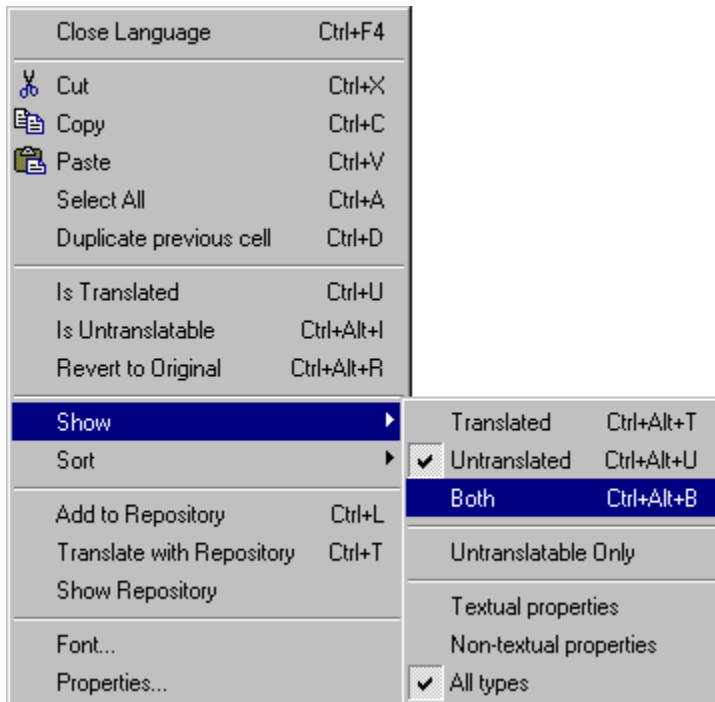 Close Language Ctrl+F4
Cut Ctrl+X
Copy Ctrl+C
Paste Ctrl+V
Select All Ctrl+A
Duplicate previous cell Ctrl+D
Is Translated Ctrl+U
Is Untranslatable Ctrl+Alt+I
Revert to Original Ctrl+Alt+R
Show
Sort
Add to Repository Ctrl+L
Translate with Repository Ctrl+T
Show Repository
Font...
Properties...
Translated Ctrl+Alt+T
Untranslated Ctrl+Alt+U
Both Ctrl+Alt+B
Untranslatable Only
Textual properties
Non-textual properties
All types